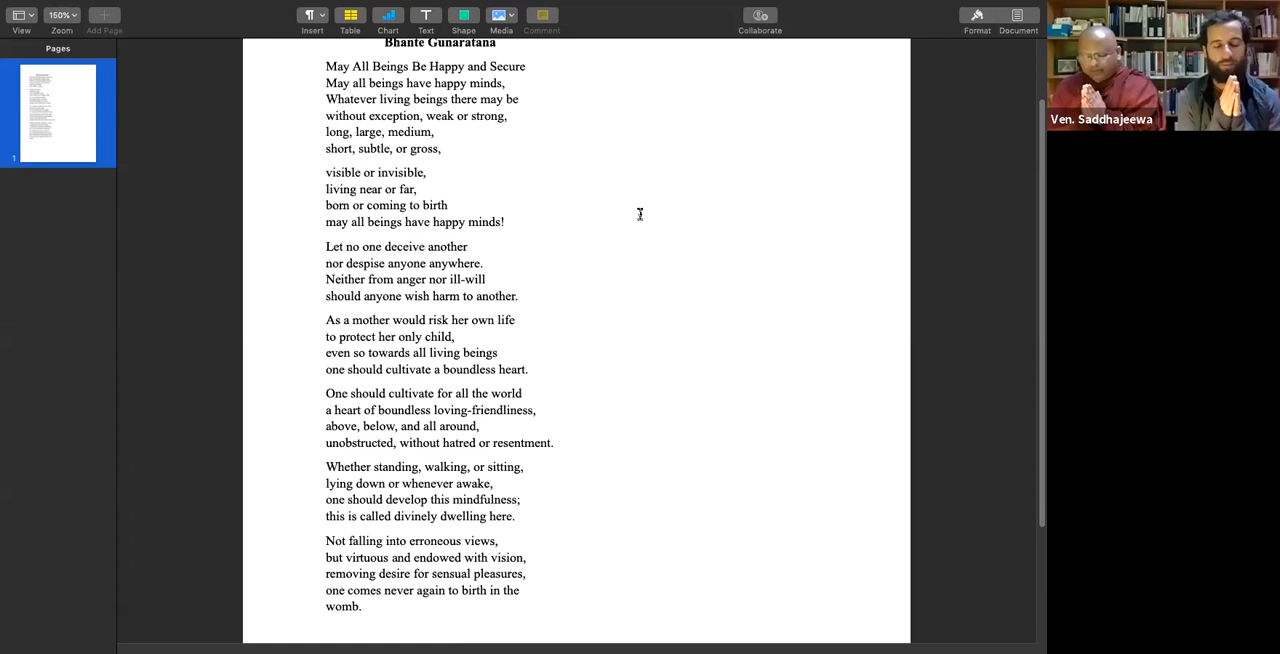 150%
View
Zoom
Add Page
Insert
Table
Chart
Text
Shape
Media
Comment
Collaborate
Format
Document
Pages
1
Bhante Gunaratana
May All Beings Be Happy and Secure
May all beings have happy minds,
Whatever living beings there may be
without exception, weak or strong,
long, large, medium,
short, subtle, or gross,
visible or invisible,
living near or far,
born or coming to birth
may all beings have happy minds!
Let no one deceive another
nor despise anyone anywhere.
Neither from anger nor ill-will
should anyone wish harm to another.
As a mother would risk her own life
to protect her only child,
even so towards all living beings
one should cultivate a boundless heart.
One should cultivate for all the world
a heart of boundless loving-friendliness,
above, below, and all around,
unobstructed, without hatred or resentment.
Whether standing, walking, or sitting,
lying down or whenever awake,
one should develop this mindfulness;
this is called divinely dwelling here.
Not falling into erroneous views,
but virtuous and endowed with vision,
removing desire for sensual pleasures,
one comes never again to birth in the
womb.
Ven. Saddhajeewa